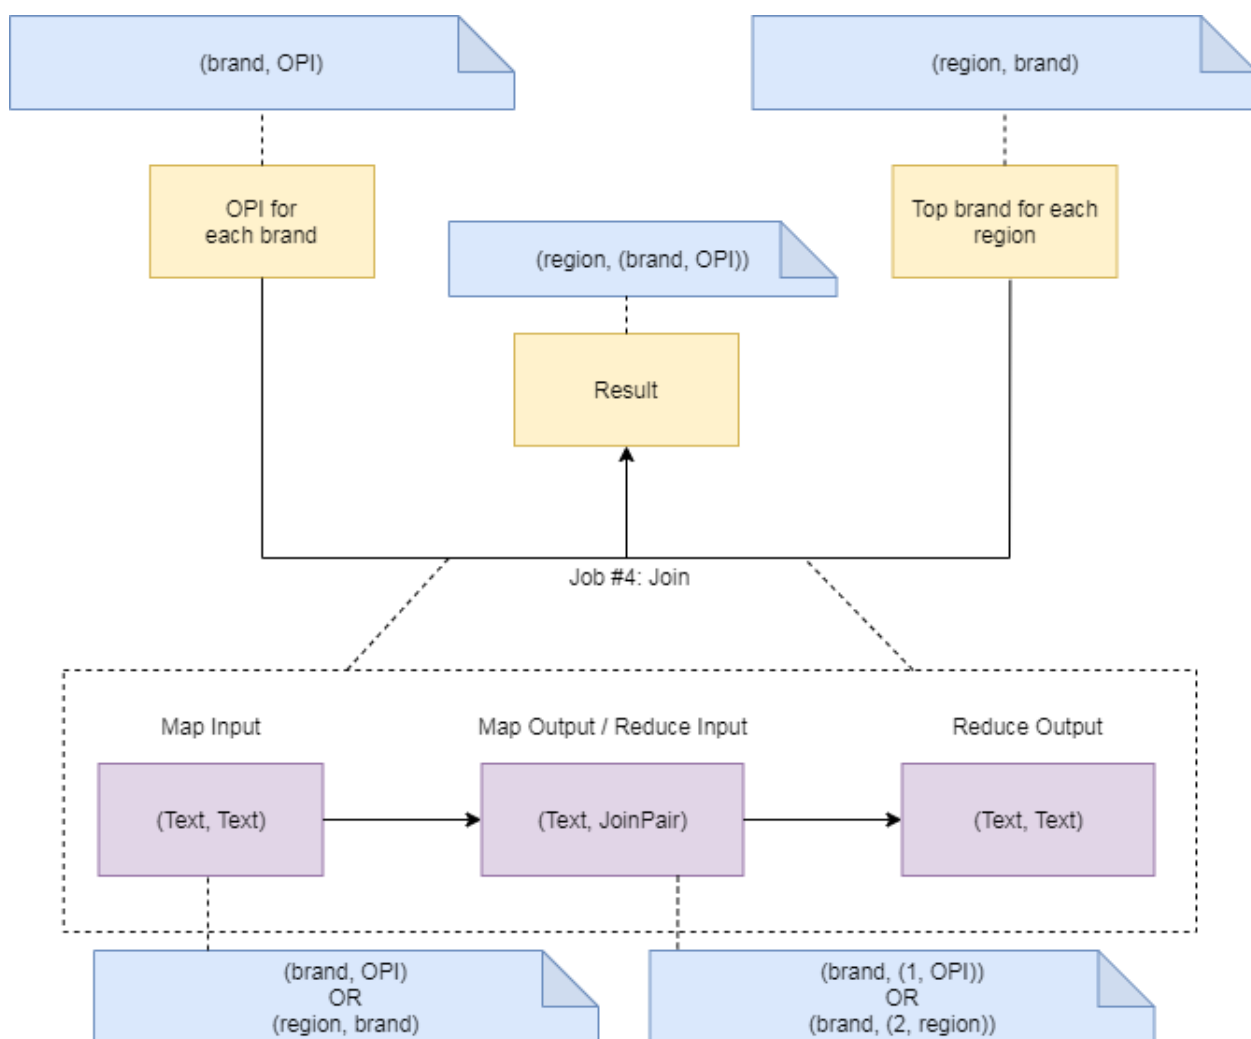 (brand, OPI)
(region, brand)
OPI for
each brand
Top brand for each
region
(region, (brand, OPI))
Result
Job #4: Join
Map Input
Map Output / Reduce Input
Reduce Output
(Text, Text)
(Text, JoinPair)
(Text, Text)
(brand, OPI)
OR
(region, brand)
(brand, (1, OPI))
OR
(brand, (2, region))